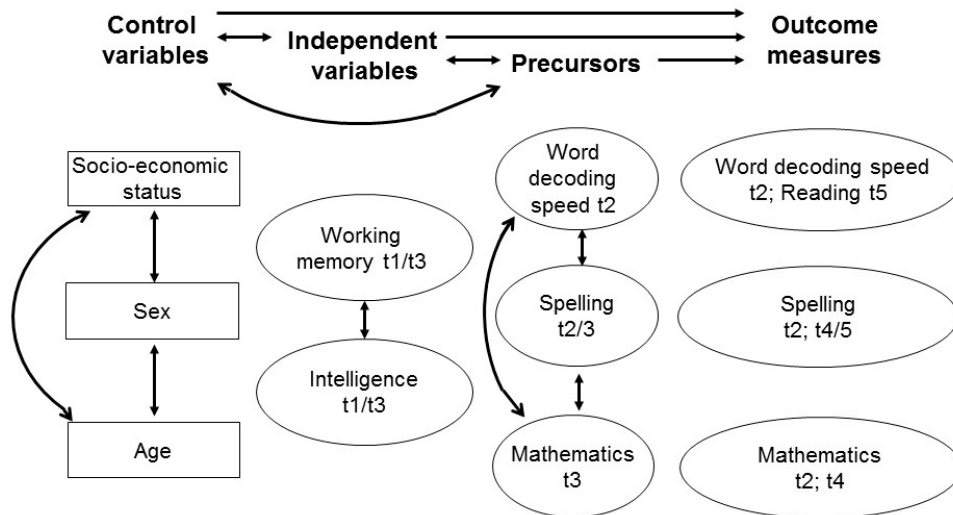 Control
variables
Independent
variables
Precursors
Outcome
measures
Socio-economic
status
Sex
Age
Working
memory t1/t3
Intelligence
t1/t3
Word
decoding
speed t2
Spelling
t2/3
Mathematics
t3
Word decoding speed
t2; Reading t5
Spelling
t2; t4/5
Mathematics
t2; t4